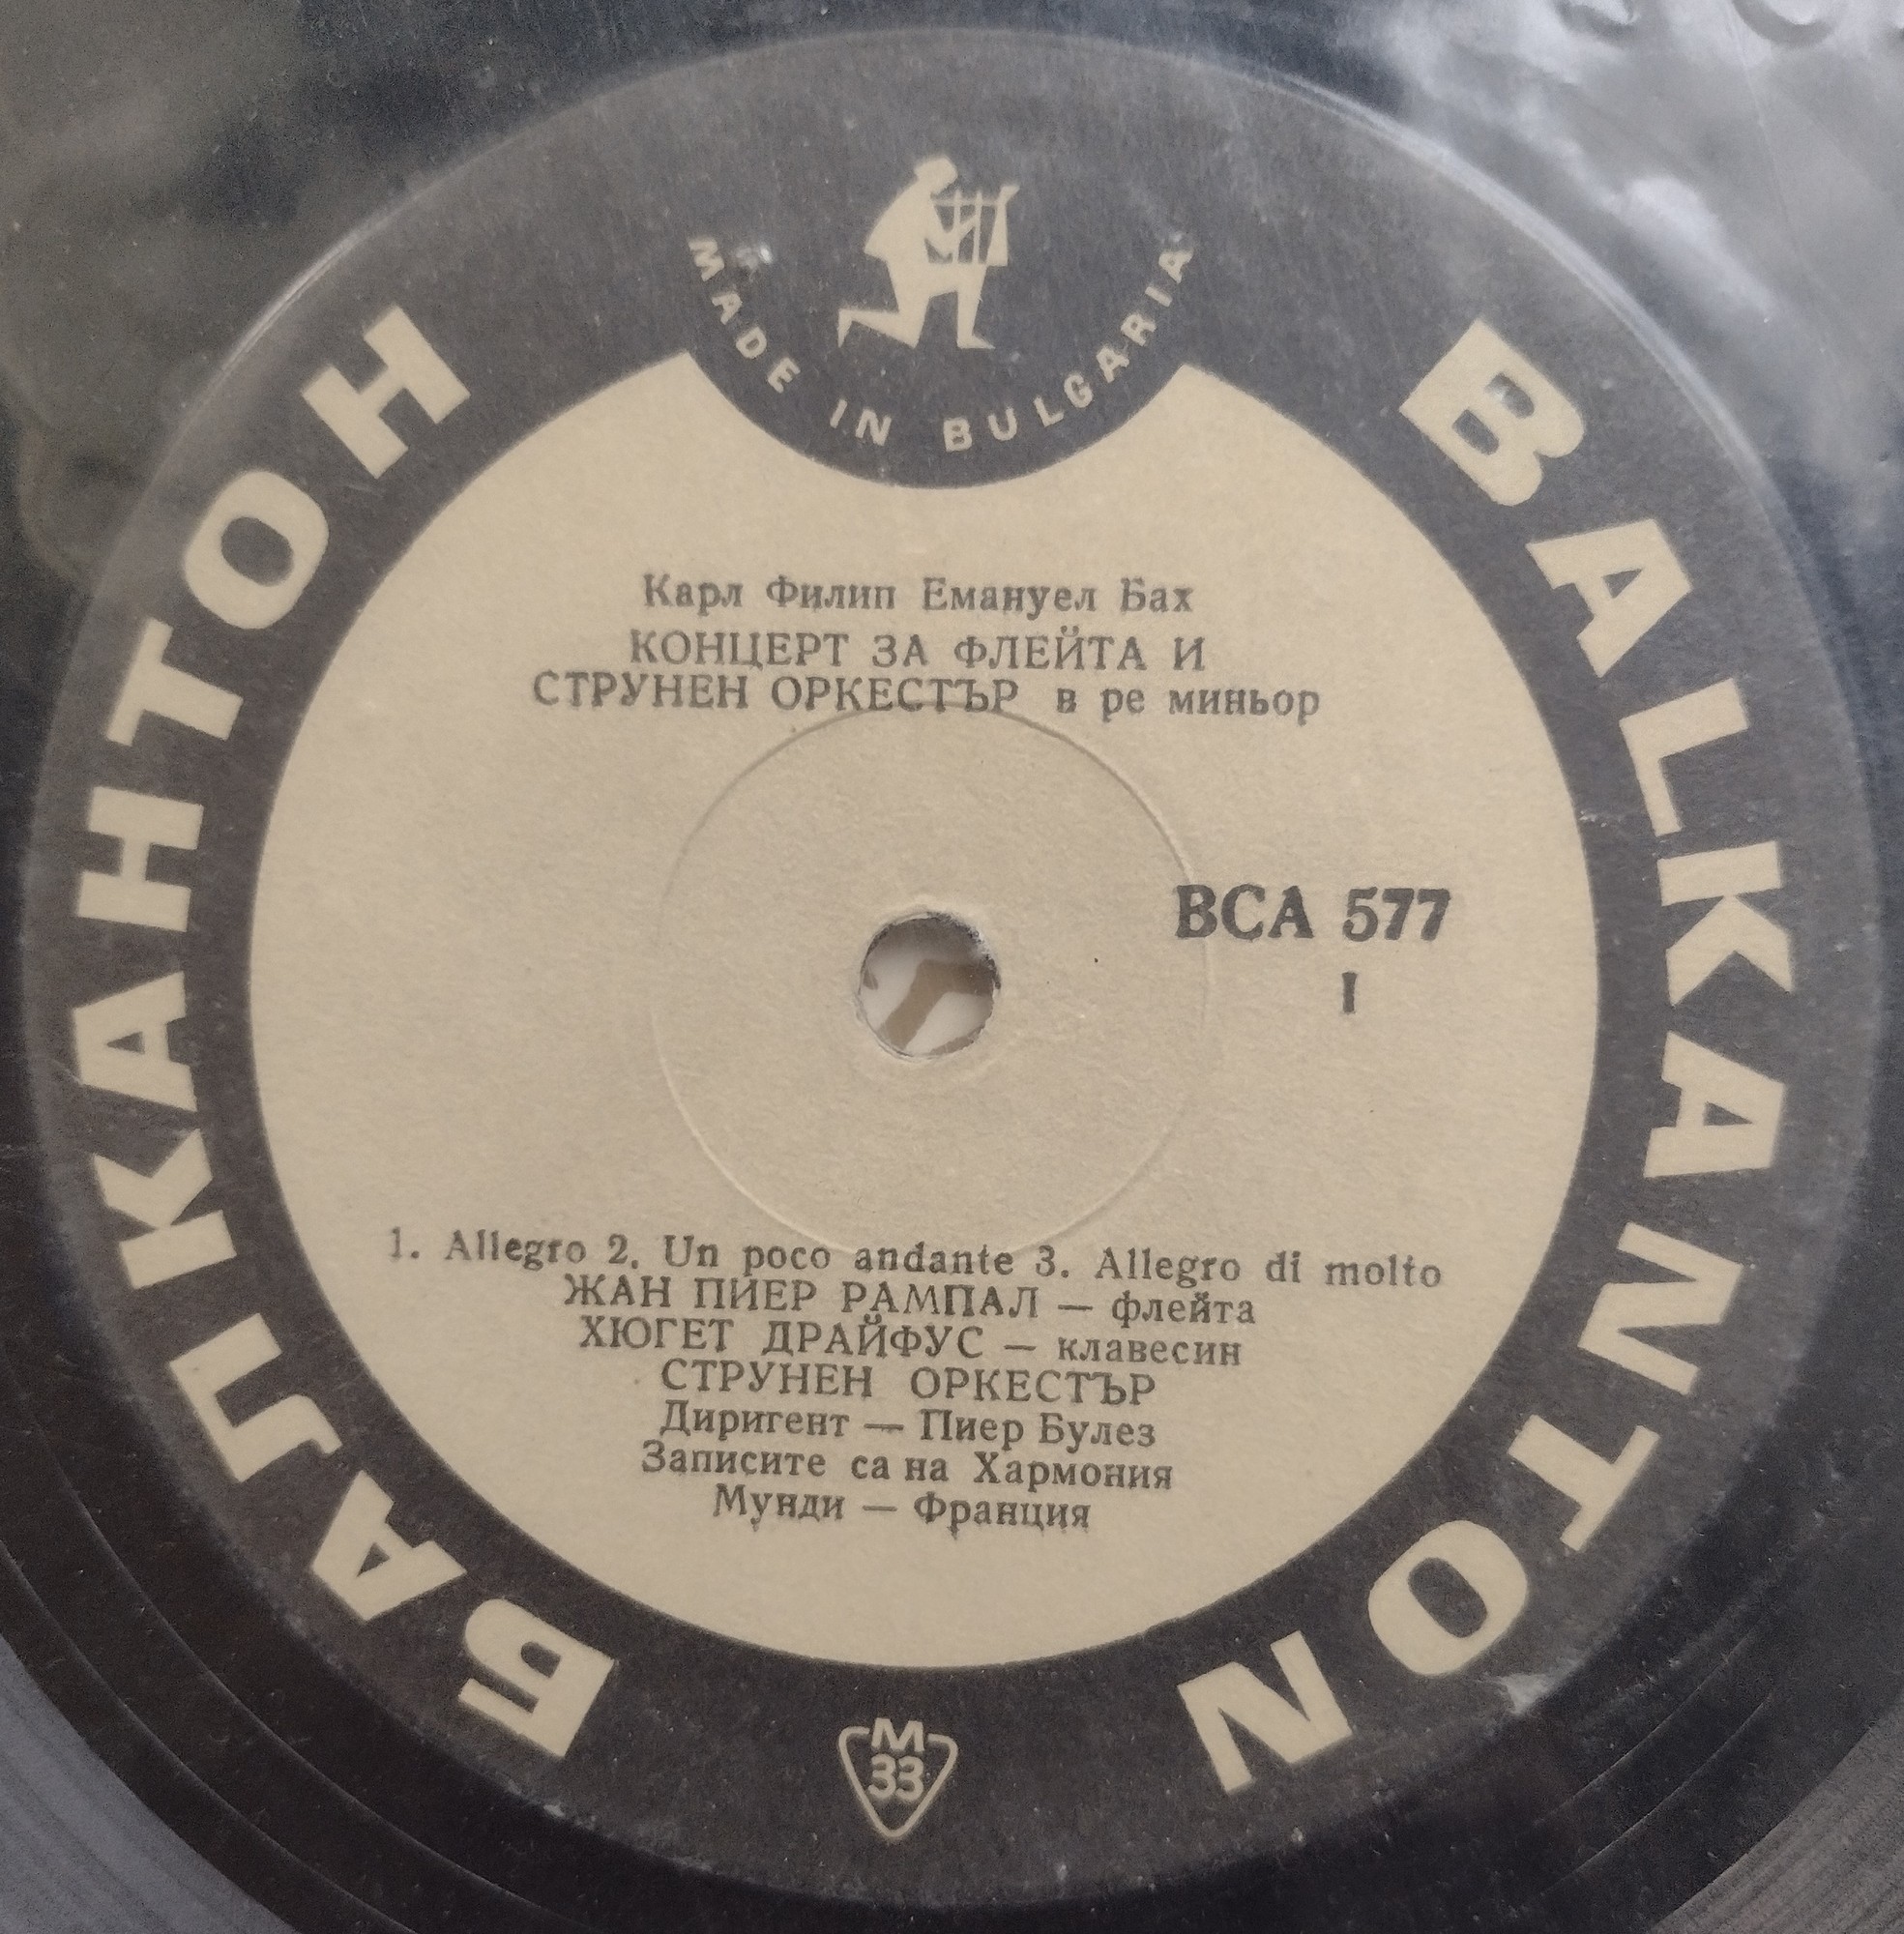 MADE IN BULGARIA
БАЛКАНТОН
BALKANTON
Карл Филип Емануел Бах
КОНЦЕРТ ЗА ФЛЕЙТА И
СТРУНЕН ОРКЕСТЪР в ре миньор
BCA 577
I
1. Allegro 2. Un poco andante 3. Allegro di molto
ЖАН ПИЕР РАМПАЛ — флейта
ХЮГЕТ ДРАЙФУС — клавесин
СТРУНЕН ОРКЕСТЪР
Диригент — Пиер Булез
Записите са на Хармония
Мунди — Франция
M
33